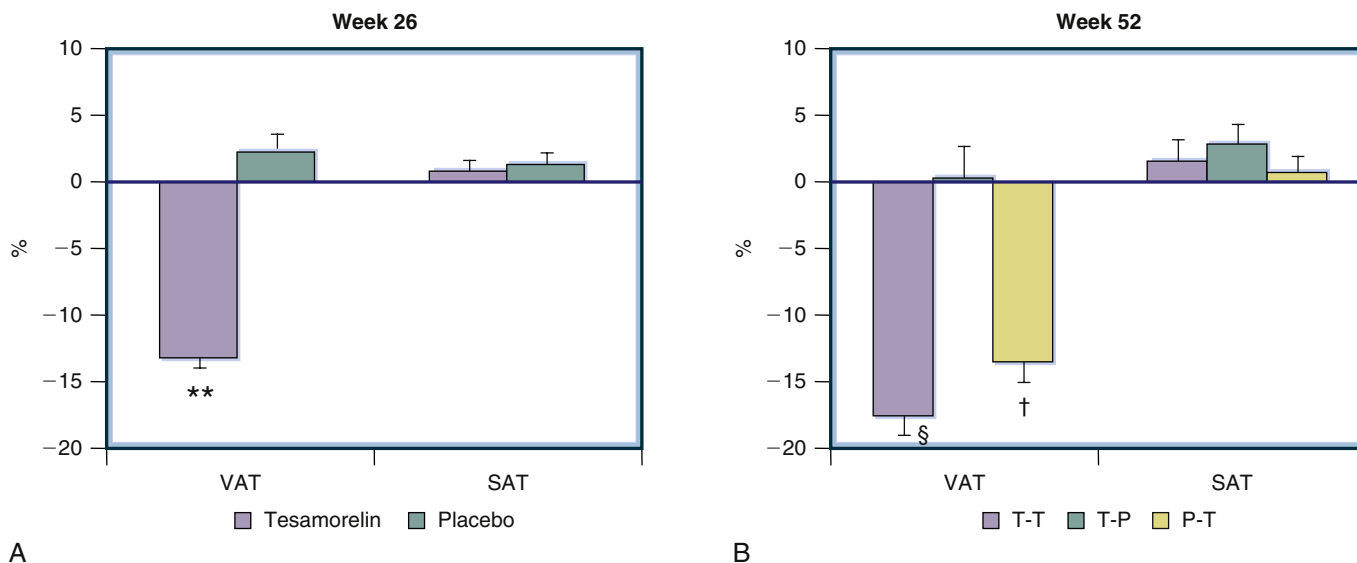 Week 26
10
5
0
−5
−10
−15
−20
%
**
VAT
SAT
Tesamorelin
Placebo
A
Week 52
10
5
0
−5
−10
−15
−20
%
§
†
VAT
SAT
T-T
T-P
P-T
B